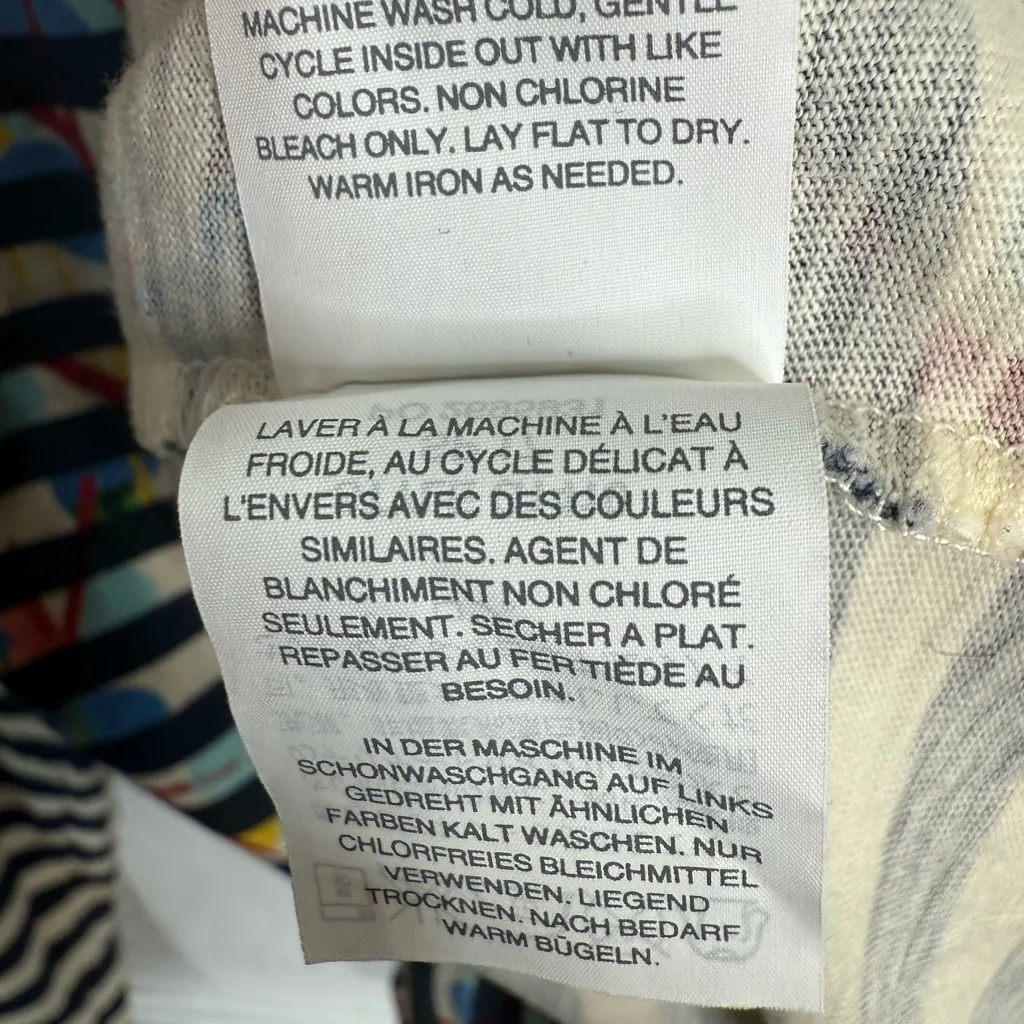 MACHINE WASH COLD, GENTLE
CYCLE INSIDE OUT WITH LIKE
COLORS. NON CHLORINE
BLEACH ONLY. LAY FLAT TO DRY.
WARM IRON AS NEEDED.
LAVER À LA MACHINE À L'EAU
FROIDE, AU CYCLE DÉLICAT À
L'ENVERS AVEC DES COULEURS
SIMILAIRES. AGENT DE
BLANCHIMENT NON CHLORÉ
SEULEMENT. SECHER A PLAT.
REPASSER AU FER TIÈDE AU
BESOIN.
IN DER MASCHINE IM
SCHONWASCHGANG AUF LINKS
GEDREHT MIT ÄHNLICHEN
FARBEN KALT WASCHEN. NUR
CHLORFREIES BLEICHMITTEL
VERWENDEN. LIEGEND
TROCKNEN. NACH BEDARF
WARM BÜGELN.